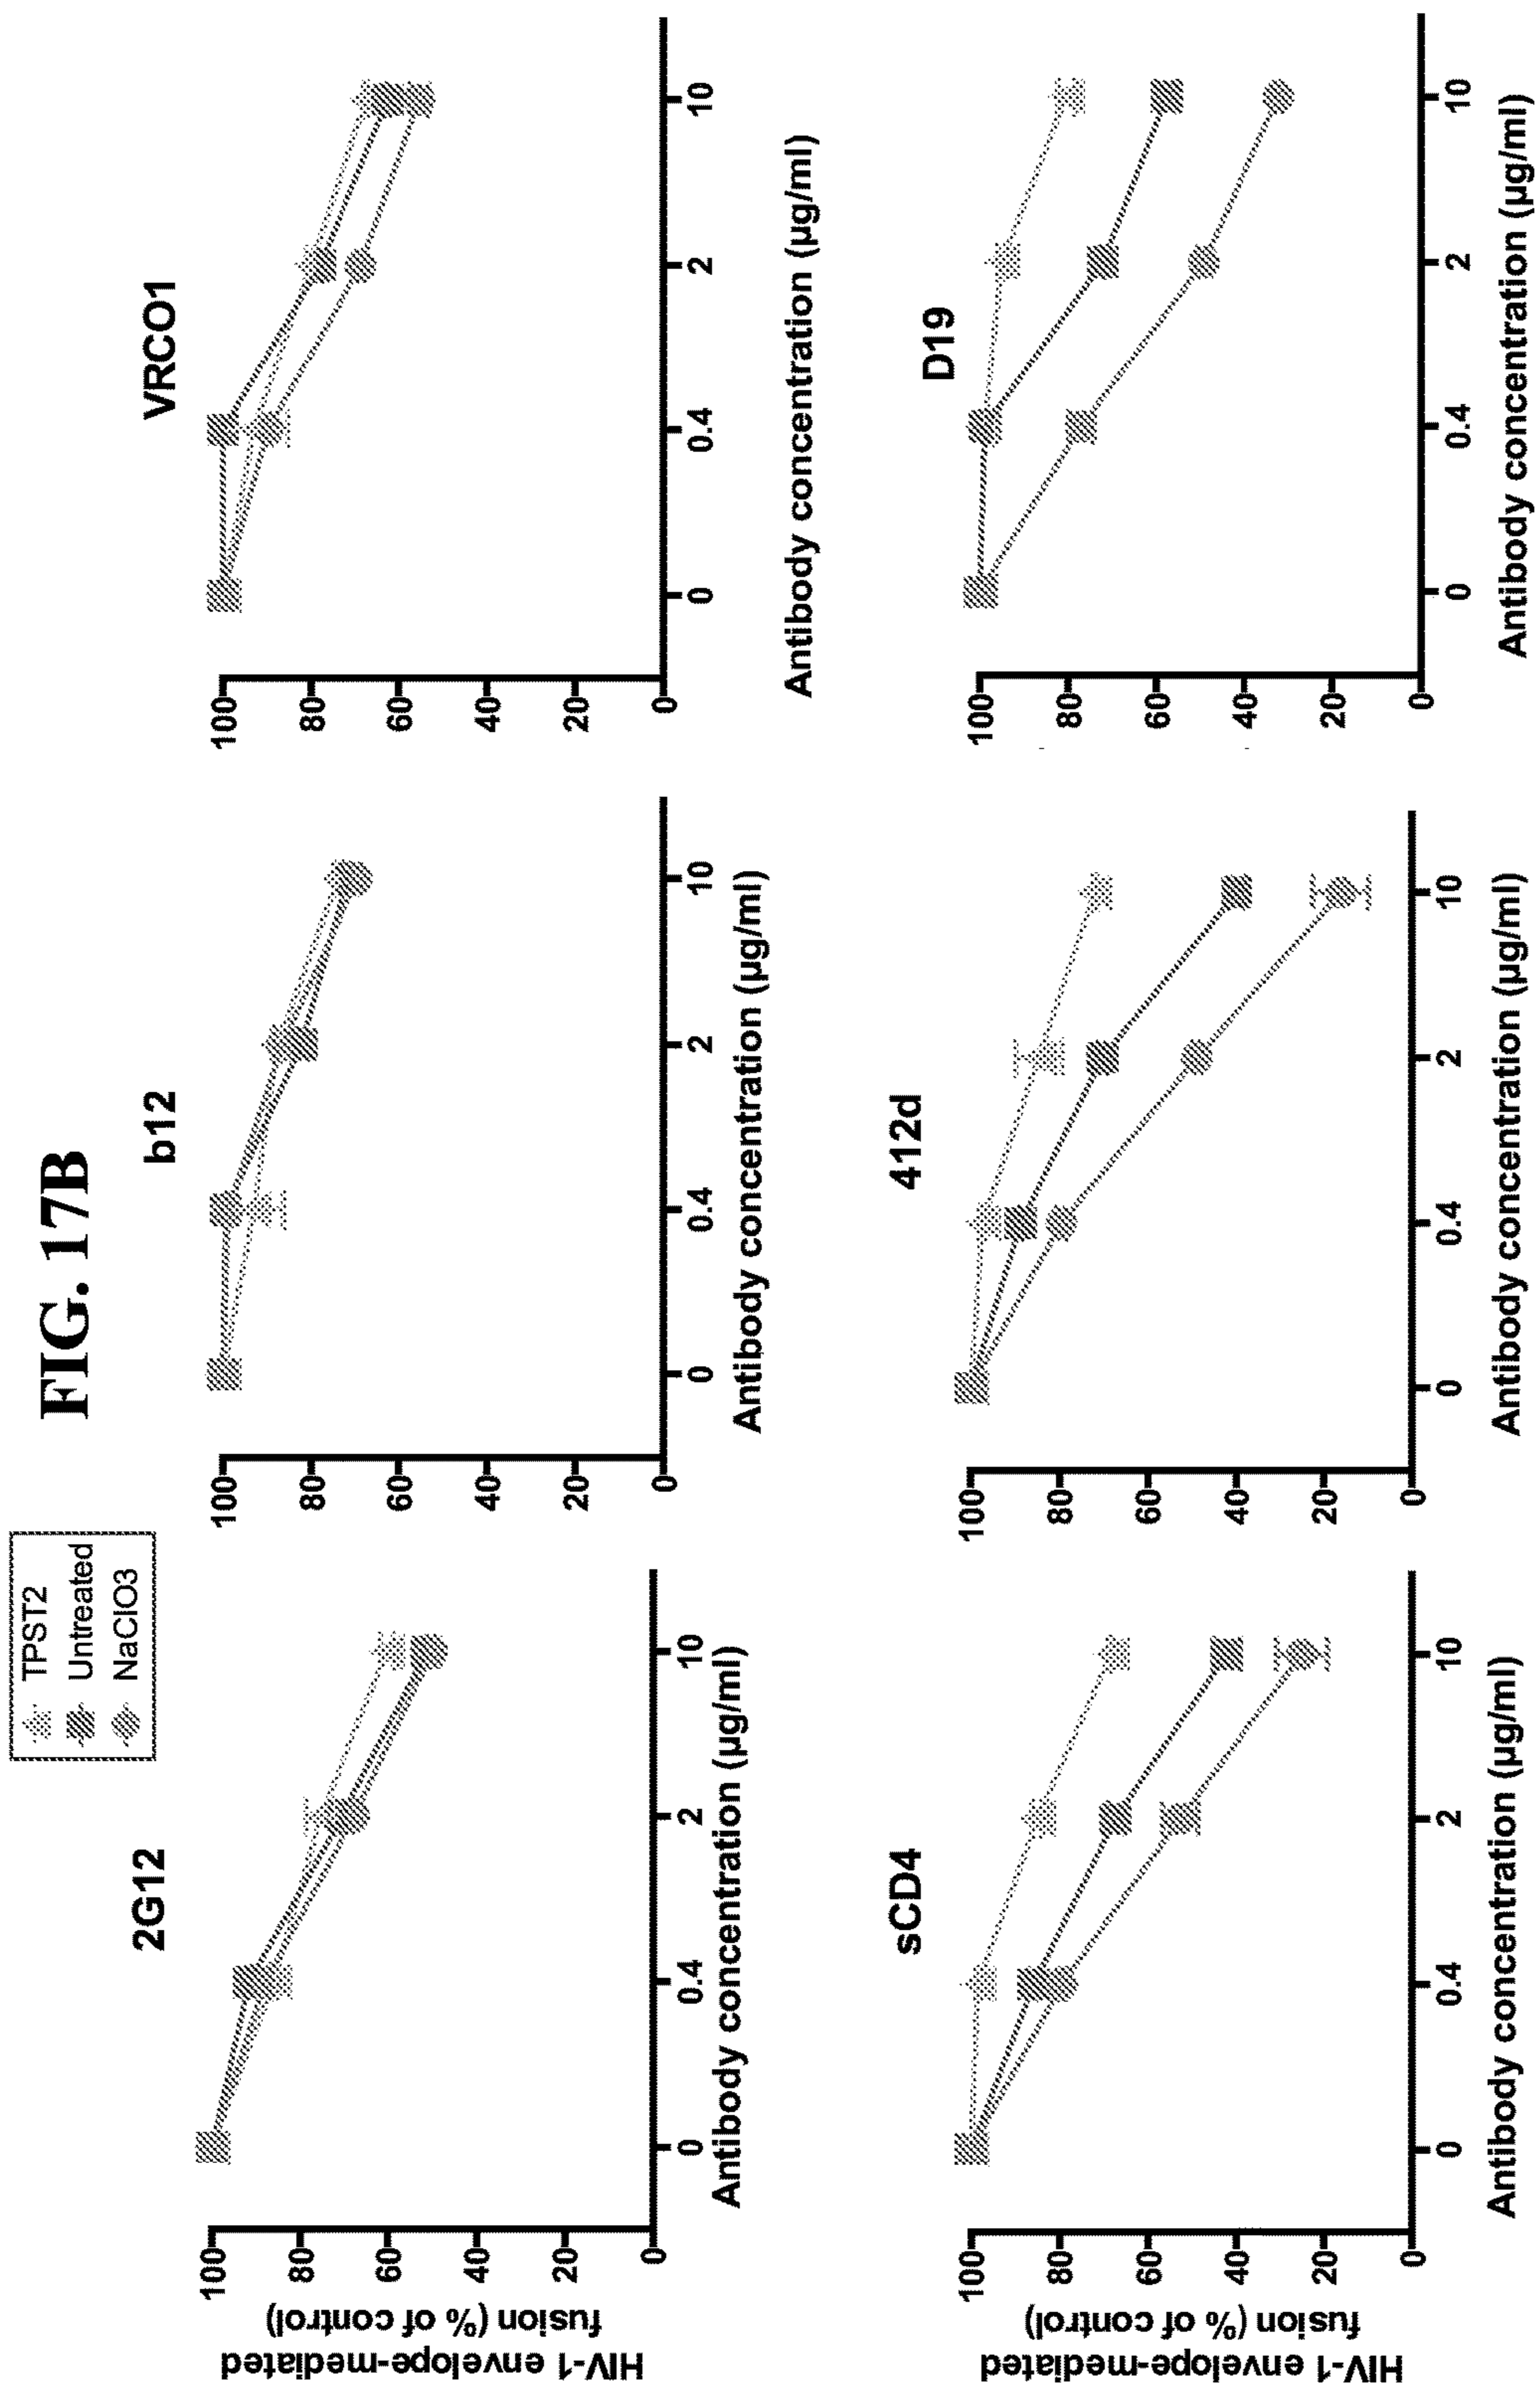 FIG. 17B
TPST2
Untreated
NaClO3
2G12
HIV-1 envelope-mediated
fusion (% of control)
100
80
60
40
20
0
0 0.4 2 10
Antibody concentration (µg/ml)
b12
100
80
60
40
20
0
0 0.4 2 10
Antibody concentration (µg/ml)
VRCO1
100
80
60
40
20
0
0 0.4 2 10
Antibody concentration (µg/ml)
sCD4
HIV-1 envelope-mediated
fusion (% of control)
100
80
60
40
20
0
0 0.4 2 10
Antibody concentration (µg/ml)
412d
100
80
60
40
20
0
0 0.4 2 10
Antibody concentration (µg/ml)
D19
100
80
60
40
20
0
0 0.4 2 10
Antibody concentration (µg/ml)